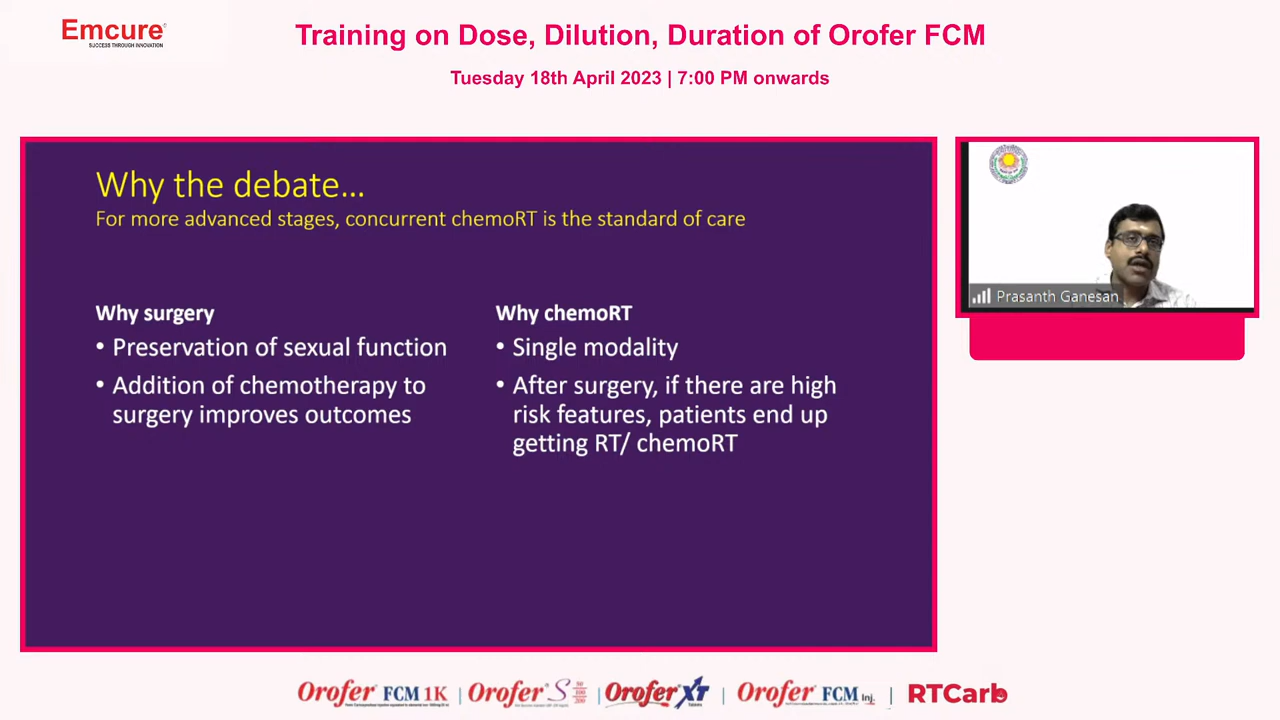 Emcure
SUCCESS THROUGH INNOVATION
Training on Dose, Dilution, Duration of Orofer FCM
Tuesday 18th April 2023 | 7:00 PM onwards
Why the debate...
For more advanced stages, concurrent chemoRT is the standard of care
Why surgery
• Preservation of sexual function
• Addition of chemotherapy to
surgery improves outcomes
Why chemoRT
• Single modality
• After surgery, if there are high
risk features, patients end up
getting RT/ chemoRT
Prasanth Ganesan
Orofer FCM 1K | Orofer S 50 100 200 | Orofer XT Tablets | Orofer FCM Inj. | RTCarb